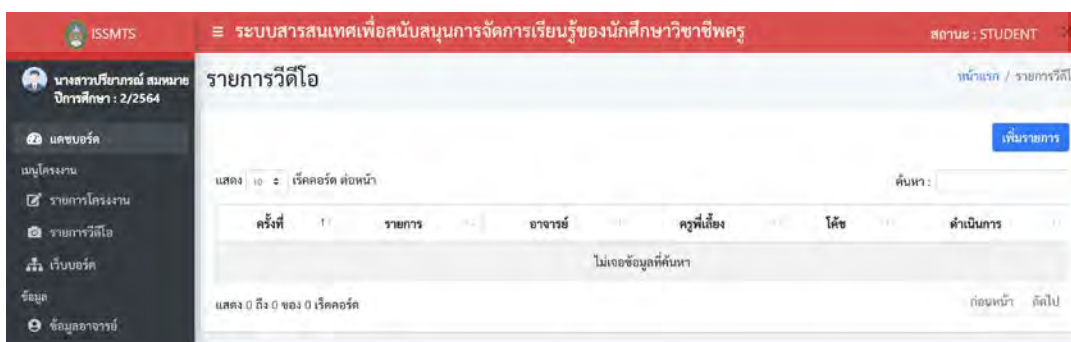 ISSMTS
≡ ระบบสารสนเทศเพื่อสนับสนุนการจัดการเรียนรู้ของนักศึกษาวิชาชีพครู
สถานะ : STUDENT
นางสาวปรียาภรณ์ สมหมาย
ปีการศึกษา : 2/2564
รายการวีดีโอ
หน้าแรก / รายการวีดีโ
แดชบอร์ด
เพิ่มรายการ
เมนูโครงงาน
แสดง 10 เร็คคอร์ด ต่อหน้า
ค้นหา :
รายการโครงงาน
ครั้งที่ รายการ อาจารย์ ครูพี่เลี้ยง โค้ช ดำเนินการ
รายการวีดีโอ
ไม่เจอข้อมูลที่ค้นหา
เว็บบอร์ด
ข้อมูล
แสดง 0 ถึง 0 ของ 0 เร็คคอร์ด
ก่อนหน้า ถัดไป
ข้อมูลอาจารย์